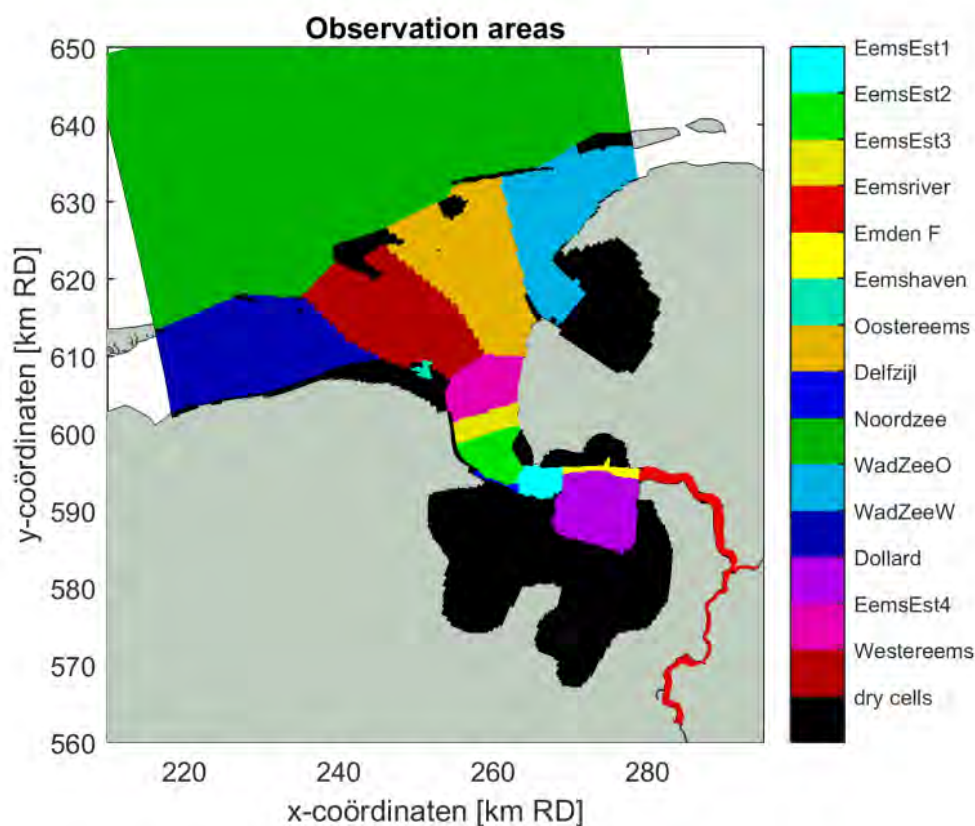 Observation areas
650
640
630
620
610
600
590
580
570
560
y-coördinaten [km RD]
220
240
260
280
x-coördinaten [km RD]
EemsEst1
EemsEst2
EemsEst3
Eemsriver
Emden F
Eemshaven
Oostereems
Delfzijl
Noordzee
WadZeeO
WadZeeW
Dollard
EemsEst4
Westereems
dry cells